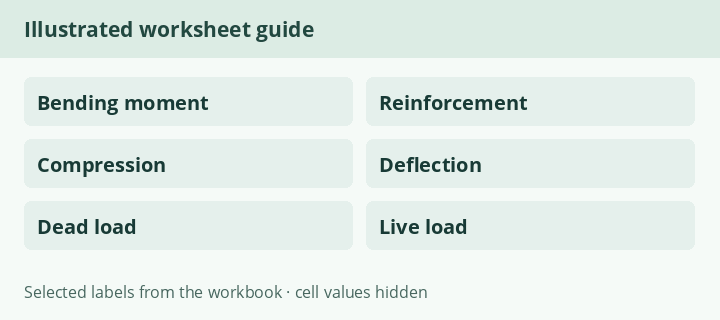 Illustrated worksheet guide
Bending moment
Reinforcement
Compression
Deflection
Dead load
Live load
Selected labels from the workbook · cell values hidden